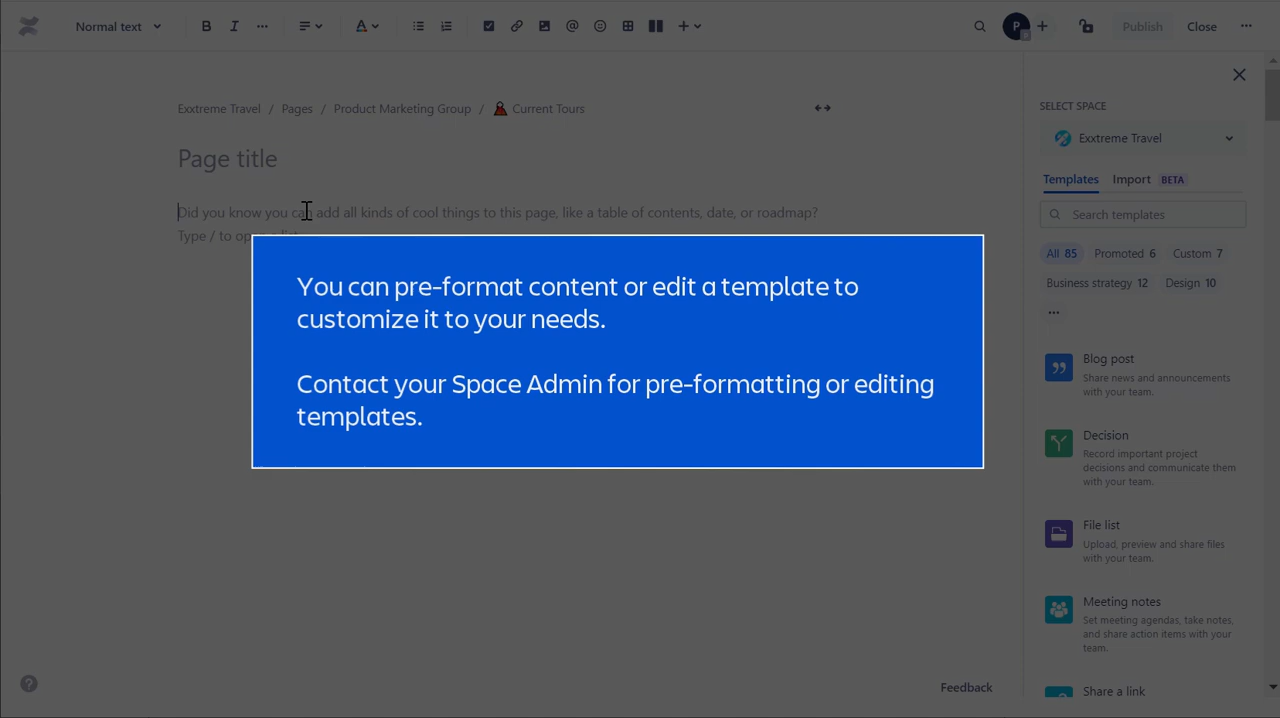 Normal text
B I ... A @ +
P P + Publish Close ...
Exxtreme Travel / Pages / Product Marketing Group / Current Tours
Page title
Did you know you can add all kinds of cool things to this page, like a table of contents, date, or roadmap?
Type / to op
You can pre-format content or edit a template to
customize it to your needs.
Contact your Space Admin for pre-formatting or editing
templates.
SELECT SPACE
Exxtreme Travel
Templates Import BETA
Search templates
All 85 Promoted 6 Custom 7
Business strategy 12 Design 10
...
Blog post
Share news and announcements
with your team.
Decision
Record important project
decisions and communicate them
with your team.
File list
Upload, preview and share files
with your team.
Meeting notes
Set meeting agendas, take notes,
and share action items with your
team.
Share a link
?
Feedback